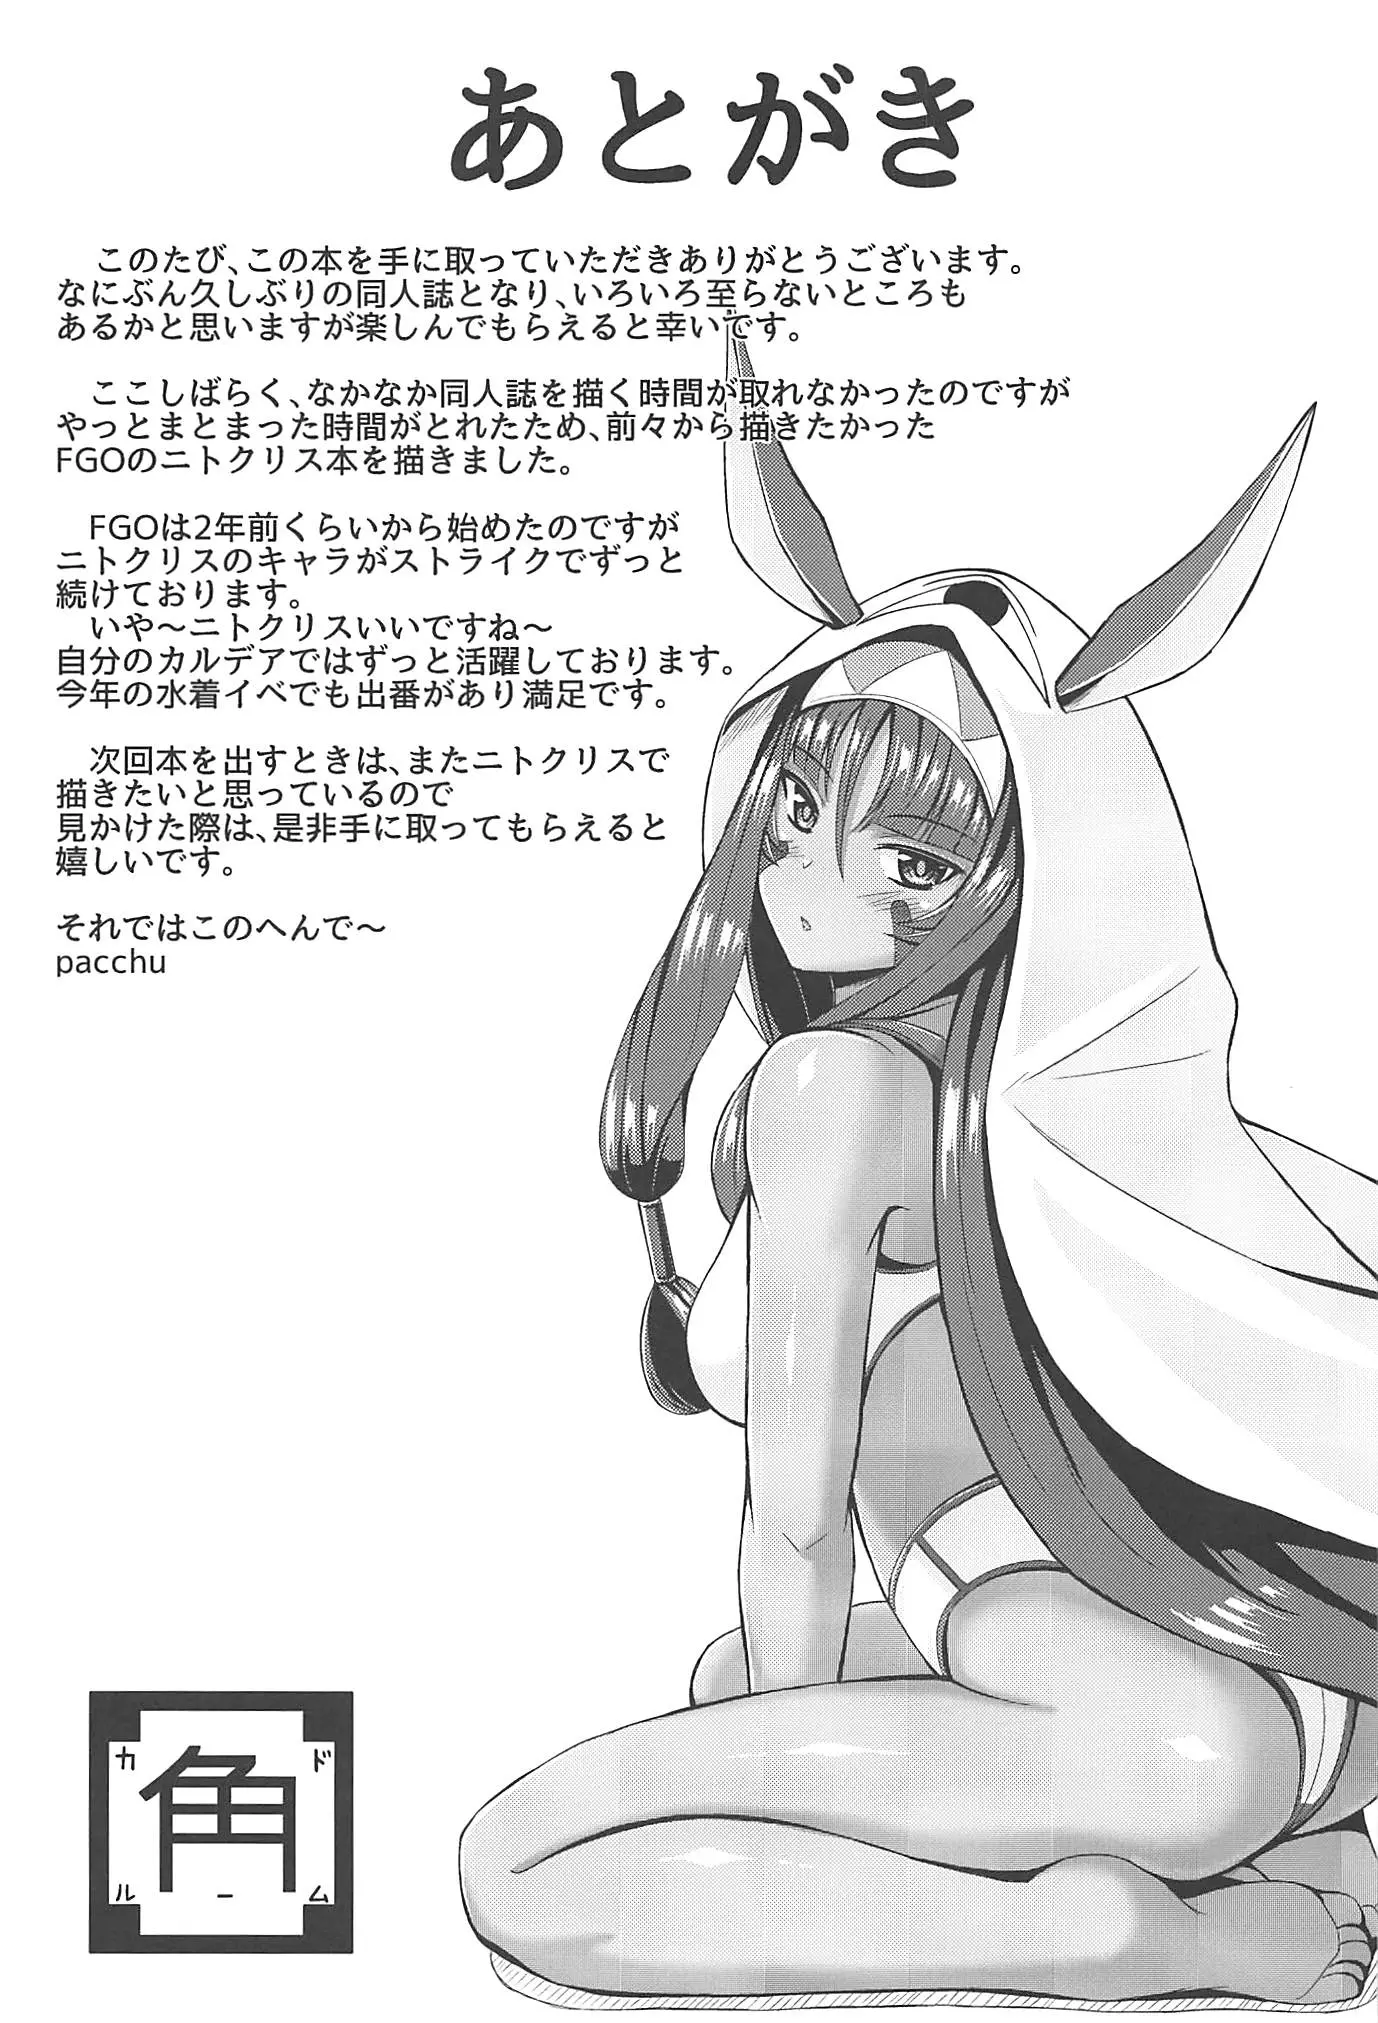 あとがき
このたび、この本を手に取っていただきありがとうございます。
なにぶん久しぶりの同人誌となり、いろいろ至らないところも
あるかと思いますが楽しんでもらえると幸いです。
ここしばらく、なかなか同人誌を描く時間が取れなかったのですが
やっとまとまった時間がとれたため、前々から描きたかった
FGOのニトクリス本を描きました。
FGOは2年前くらいから始めたのですが
ニトクリスのキャラがストライクでずっと
続けております。
いや～ニトクリスいいですね～
自分のカルデアではずっと活躍しております。
今年の水着イベでも出番があり満足です。
次回本を出すときは、またニトクリスで
描きたいと思っているので
見かけた際は、是非手に取ってもらえると
嬉しいです。
それではこのへんで～
pacchu
カ ド
角
ル ー ム